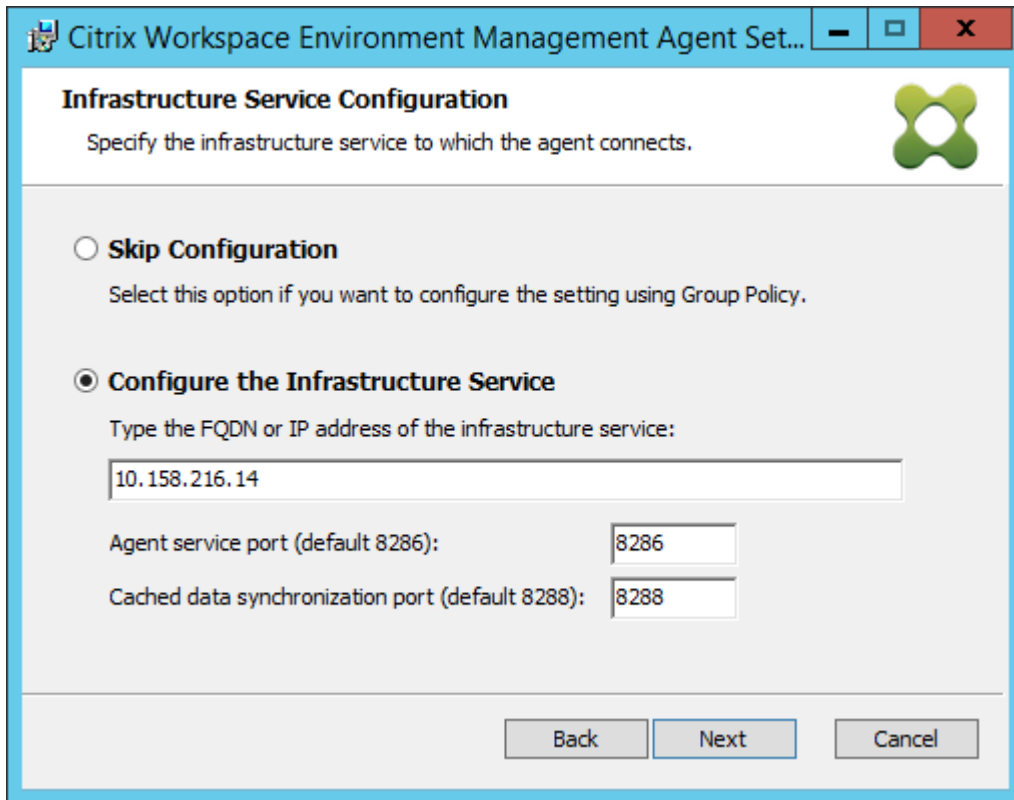 Citrix Workspace Environment Management Agent Set...
Infrastructure Service Configuration
Specify the infrastructure service to which the agent connects.
Skip Configuration
Select this option if you want to configure the setting using Group Policy.
Configure the Infrastructure Service
Type the FQDN or IP address of the infrastructure service:
10.158.216.14
Agent service port (default 8286): 8286
Cached data synchronization port (default 8288): 8288
Back Next Cancel